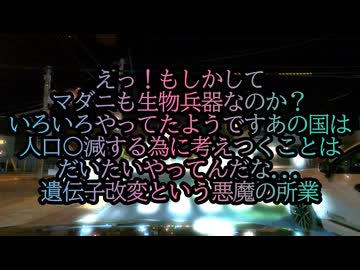 えっ！もしかじて
マダニも生物兵器なのか？
いろいろやってたようですあの国は
人口〇減する為に考えつくことは
だいたいやってんだな...
遺伝子改変という悪魔の所業